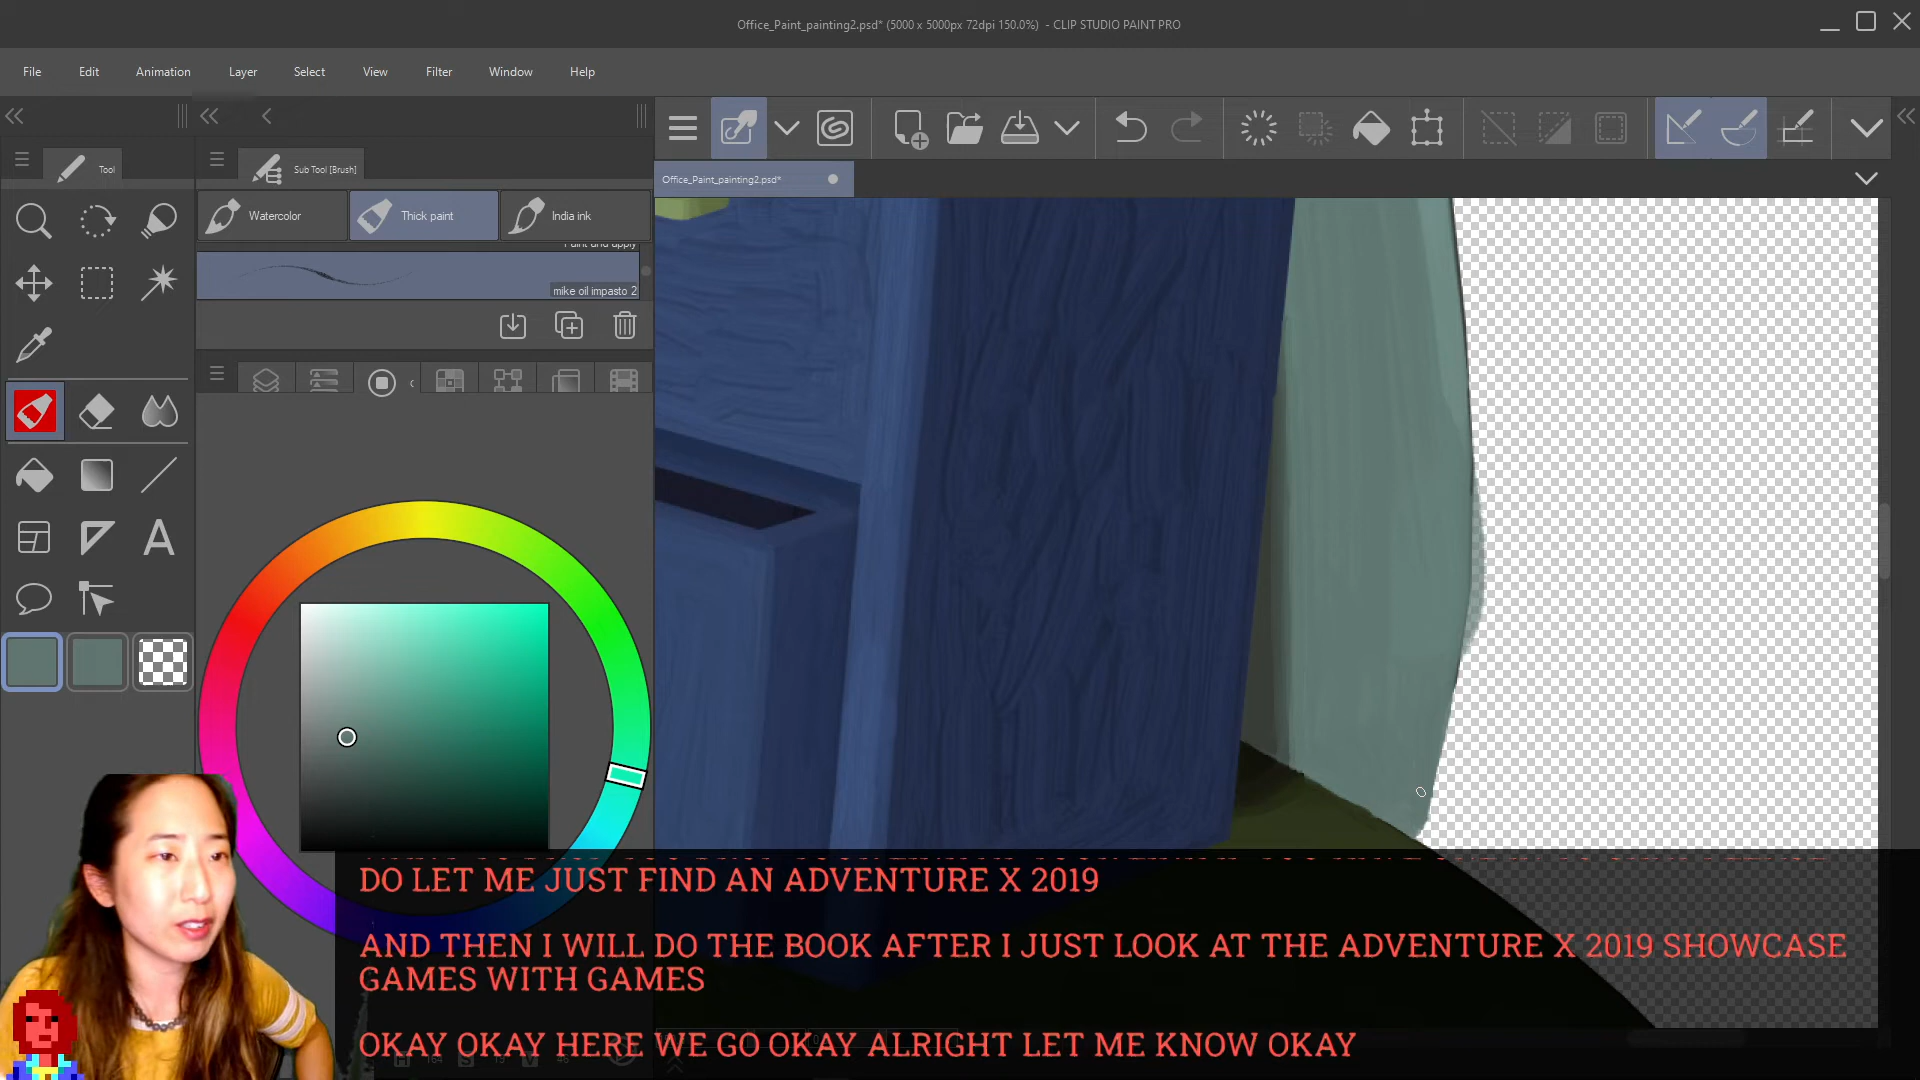 Office_Paint_painting2.psd* (5000 x 5000px 72dpi 150.0%) - CLIP STUDIO PAINT PRO
File Edit Animation Layer Select View Filter Window Help
Tool
Sub Tool [Brush]
Office_Paint_painting2.psd*
Watercolor Thick paint India ink
Paint and apply
mike oil impasto 2
DO LET ME JUST FIND AN ADVENTURE X 2019
AND THEN I WILL DO THE BOOK AFTER I JUST LOOK AT THE ADVENTURE X 2019 SHOWCASE
GAMES WITH GAMES
OKAY OKAY HERE WE GO OKAY ALRIGHT LET ME KNOW OKAY